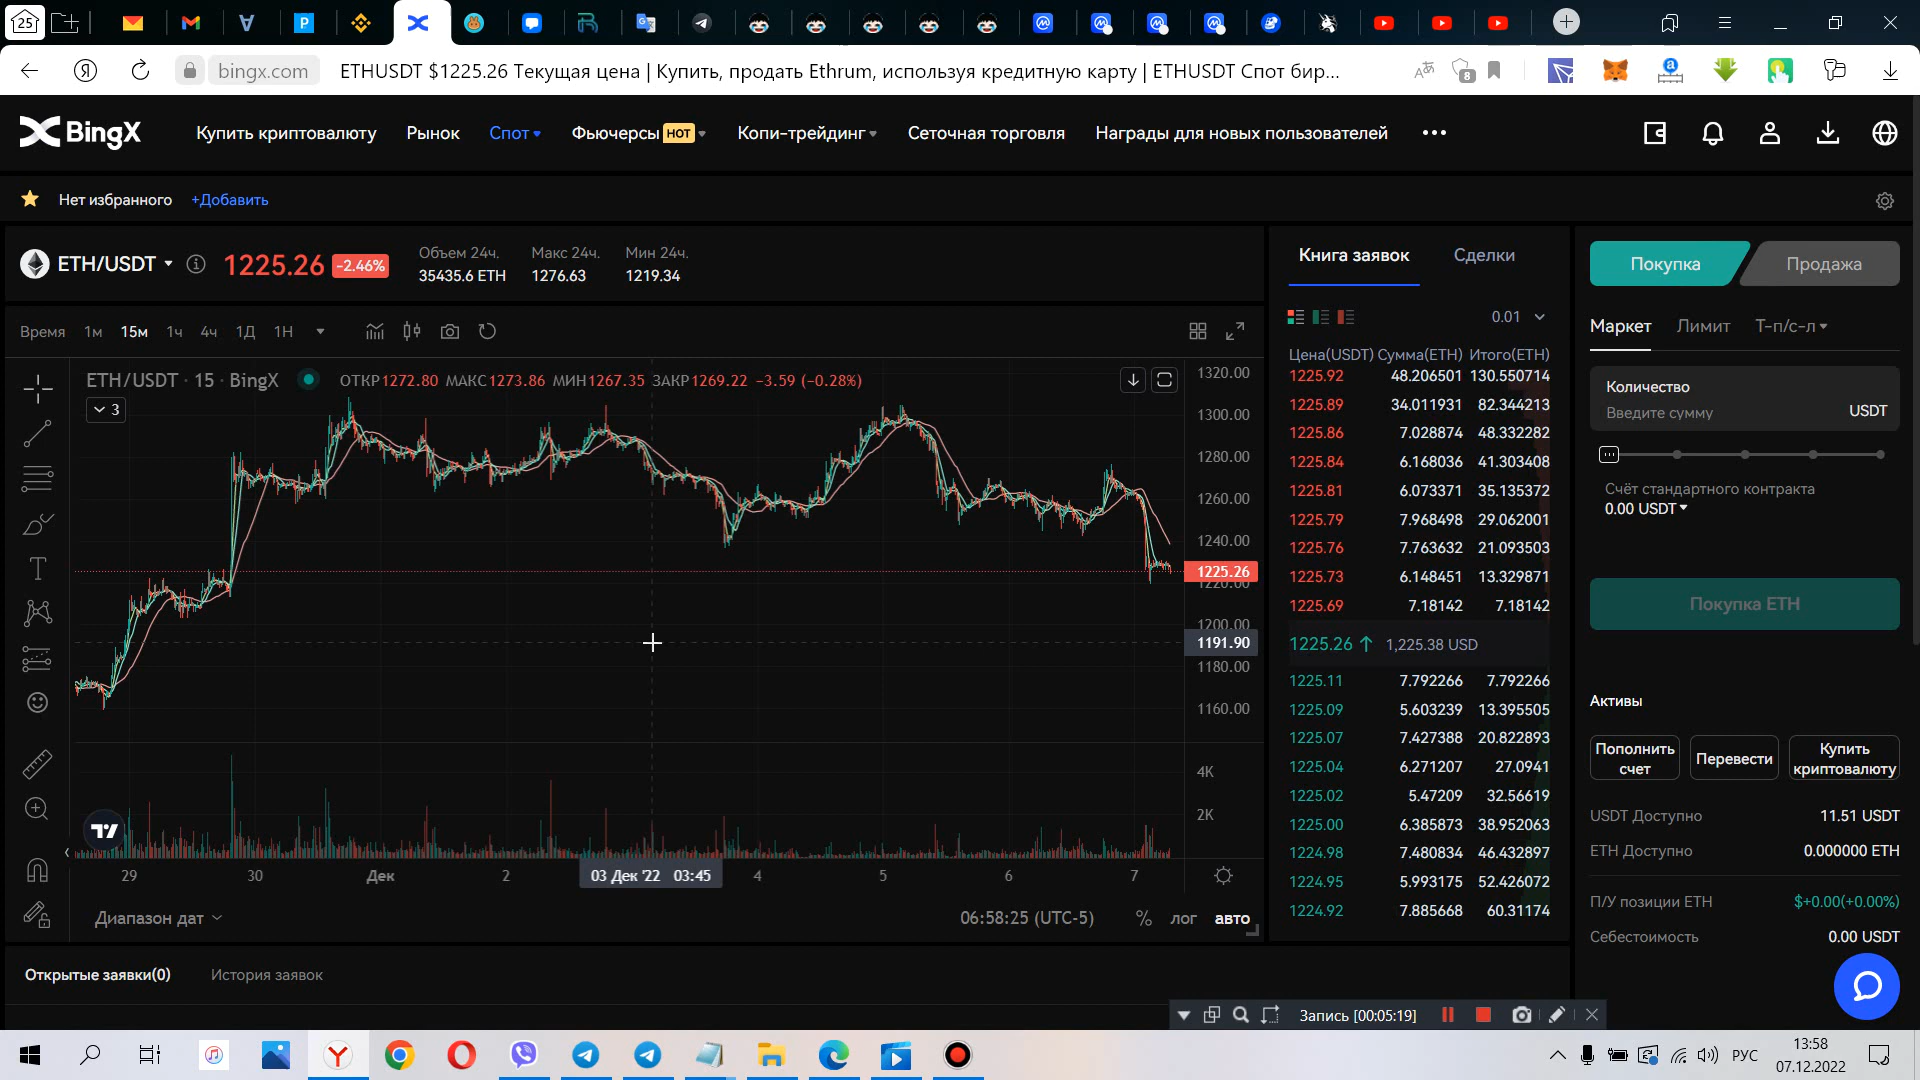 25
bingx.com
ETHUSDT $1225.26 Текущая цена | Купить, продать Ethrum, используя кредитную карту | ETHUSDT Спот бир...
8
BingX
Купить криптовалюту
Рынок
Спот
Фьючерсы HOT
Копи-трейдинг
Сеточная торговля
Награды для новых пользователей
Нет избранного
+Добавить
ETH/USDT
1225.26
-2.46%
Объем 24ч.
35435.6 ETH
Макс 24ч.
1276.63
Мин 24ч.
1219.34
Время 1м 15м 1ч 4ч 1Д 1Н
ETH/USDT · 15 · BingX
ОТКР1272.80 МАКС1273.86 МИН1267.35 ЗАКР1269.22 -3.59 (-0.28%)
3
1320.00
1300.00
1280.00
1260.00
1240.00
1225.26
1220.00
1200.00
1191.90
1180.00
1160.00
4K
2K
29
30
Дек
2
03 Дек '22 03:45
4
5
6
7
Диапазон дат
06:58:25 (UTC-5)
%
лог
авто
Открытые заявки(0)
История заявок
Книга заявок
Сделки
0.01
Цена(USDT) Сумма(ETH) Итого(ETH)
1225.92 48.206501 130.550714
1225.89 34.011931 82.344213
1225.86 7.028874 48.332282
1225.84 6.168036 41.303408
1225.81 6.073371 35.135372
1225.79 7.968498 29.062001
1225.76 7.763632 21.093503
1225.73 6.148451 13.329871
1225.69 7.18142 7.18142
1225.26 1,225.38 USD
1225.11 7.792266 7.792266
1225.09 5.603239 13.395505
1225.07 7.427388 20.822893
1225.04 6.271207 27.0941
1225.02 5.47209 32.56619
1225.00 6.385873 38.952063
1224.98 7.480834 46.432897
1224.95 5.993175 52.426072
1224.92 7.885668 60.31174
Покупка
Продажа
Маркет
Лимит
Т-п/с-л
Количество
Введите сумму
USDT
Счёт стандартного контракта
0.00 USDT
Покупка ETH
Активы
Пополнить счет
Перевести
Купить криптовалюту
USDT Доступно 11.51 USDT
ETH Доступно 0.000000 ETH
П/У позиции ETH $+0.00(+0.00%)
Себестоимость 0.00 USDT
Запись [00:05:19]
РУС
13:58
07.12.2022